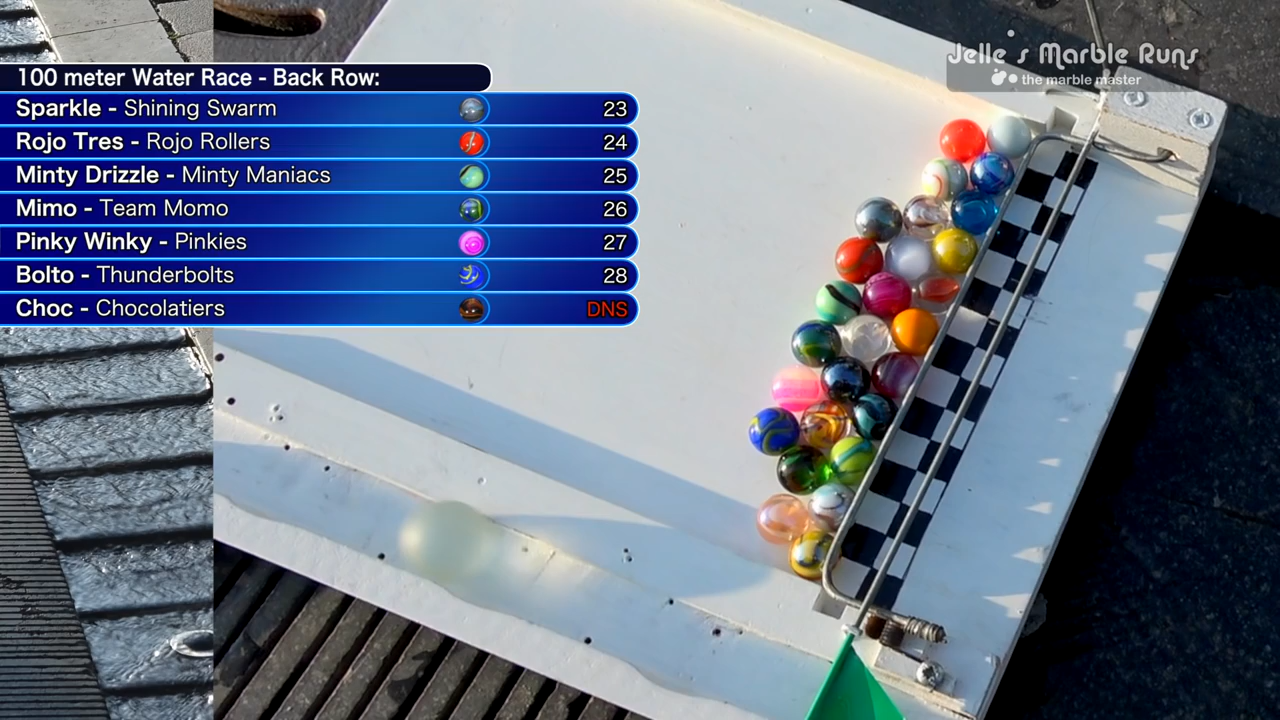 Jelle's Marble Runs
the marble master
100 meter Water Race - Back Row:
Sparkle - Shining Swarm 23
Rojo Tres - Rojo Rollers 24
Minty Drizzle - Minty Maniacs 25
Mimo - Team Momo 26
Pinky Winky - Pinkies 27
Bolto - Thunderbolts 28
Choc - Chocolatiers DNS